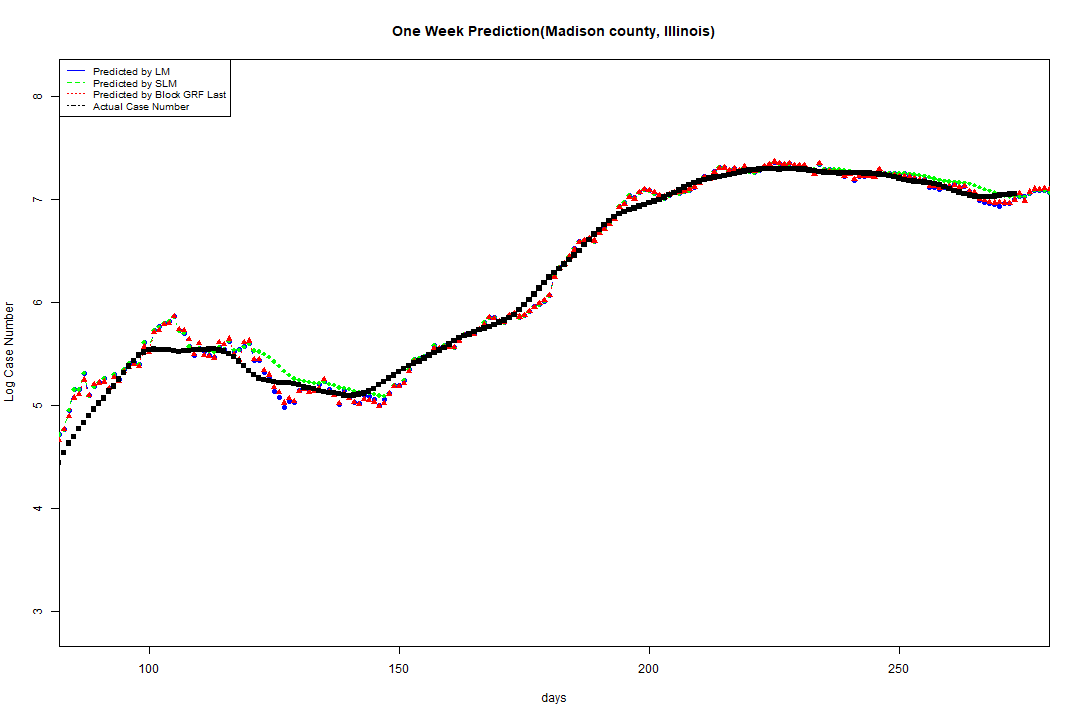 One Week Prediction(Madison county, Illinois)
Predicted by LM
Predicted by SLM
Predicted by Block GRF Last
Actual Case Number
8
7
6
5
4
3
Log Case Number
100 150 200 250
days